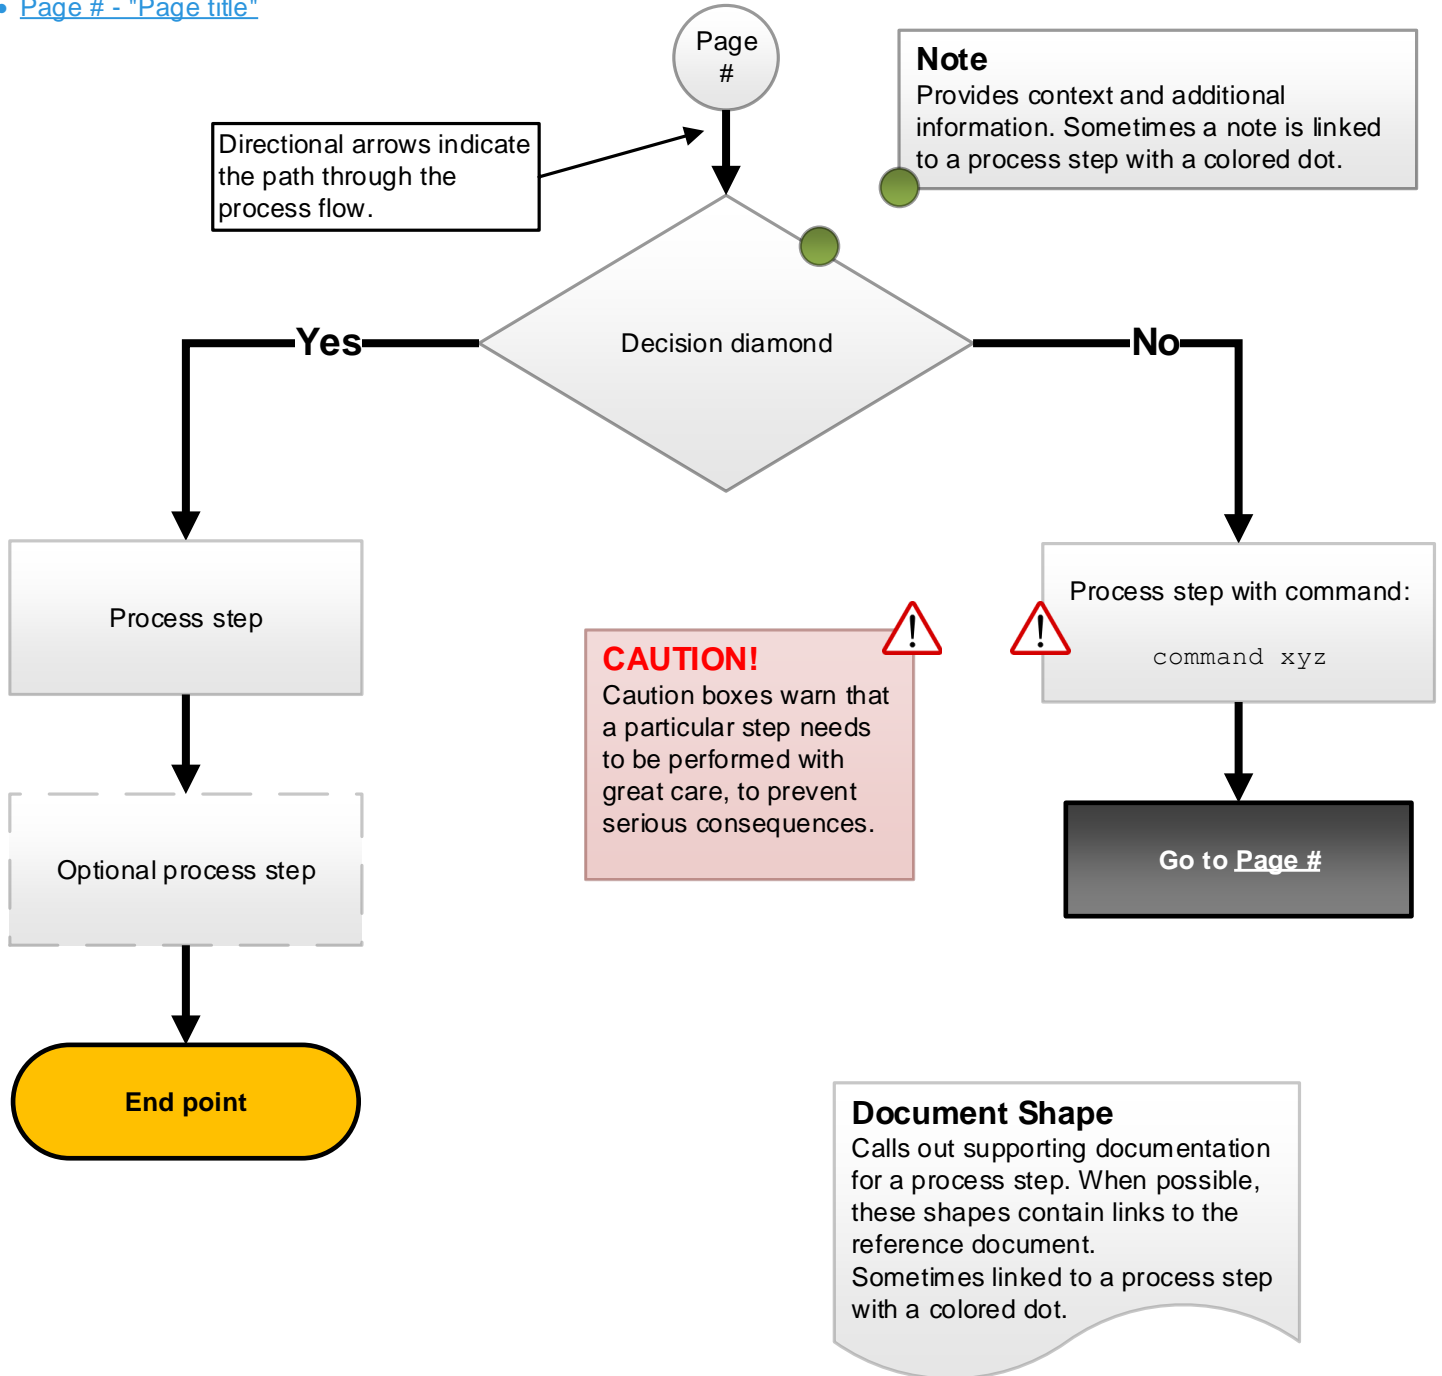 Page # - "Page title"
Page
#
Note
Provides context and additional
information. Sometimes a note is linked
to a process step with a colored dot.
Directional arrows indicate
the path through the
process flow.
Decision diamond
Yes
No
Process step
Process step with command:
command xyz
CAUTION!
Caution boxes warn that
a particular step needs
to be performed with
great care, to prevent
serious consequences.
Optional process step
Go to Page #
End point
Document Shape
Calls out supporting documentation
for a process step. When possible,
these shapes contain links to the
reference document.
Sometimes linked to a process step
with a colored dot.